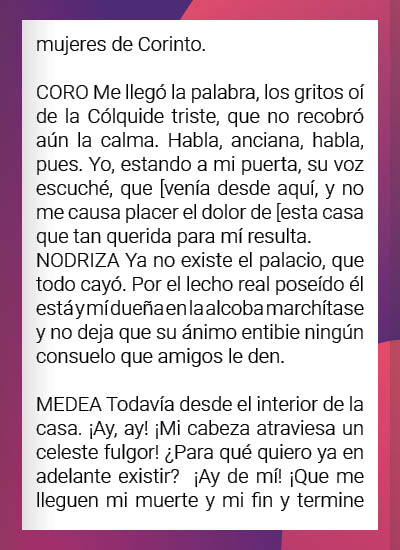 mujeres de Corinto.
CORO Me llegó la palabra, los gritos oí
de la Cólquide triste, que no recobró
aún la calma. Habla, anciana, habla,
pues. Yo, estando a mi puerta, su voz
escuché, que [venía desde aquí, y no
me causa placer el dolor de [esta casa
que tan querida para mí resulta.
NODRIZA Ya no existe el palacio, que
todo cayó. Por el lecho real poseído él
está y mí dueña en la alcoba marchítase
y no deja que su ánimo entibie ningún
consuelo que amigos le den.
MEDEA Todavía desde el interior de la
casa. ¡Ay, ay! ¡Mi cabeza atraviesa un
celeste fulgor! ¿Para qué quiero ya en
adelante existir? ¡Ay de mí! ¡Que me
lleguen mi muerte y mi fin y termine